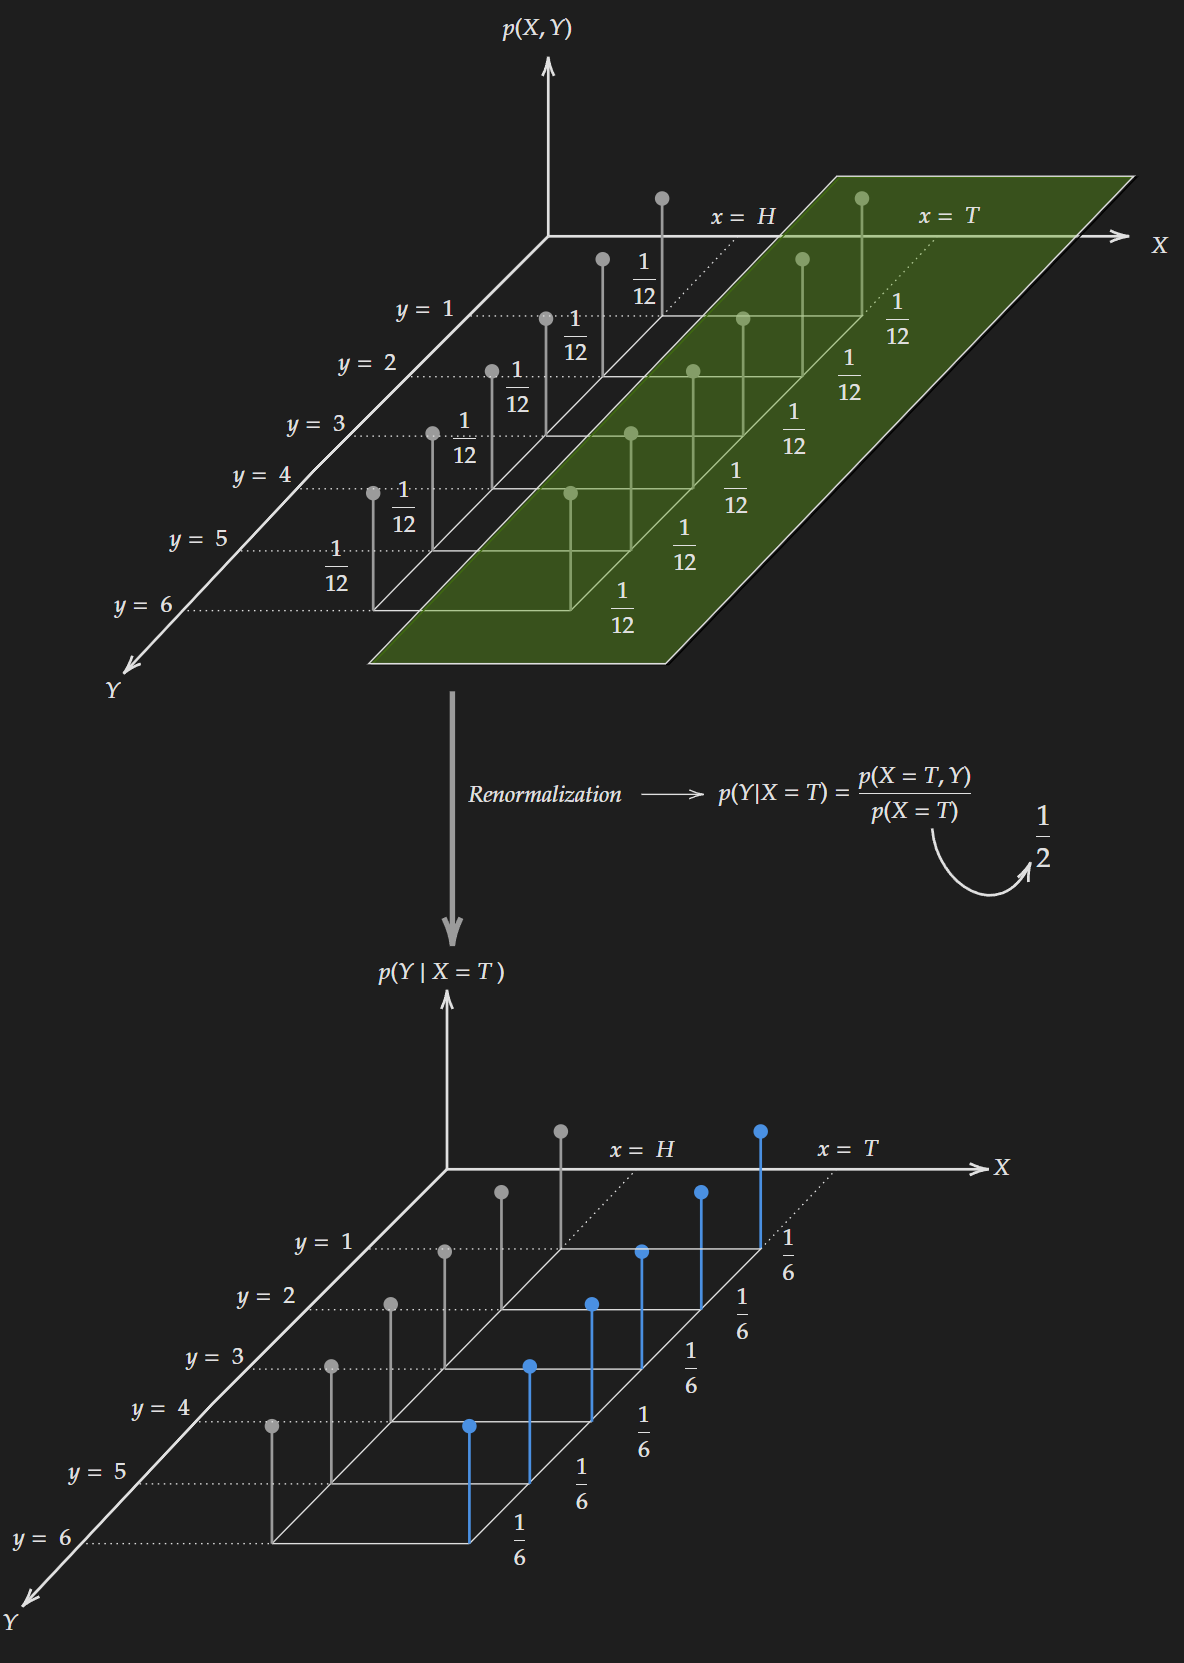 p(X, Y)
x = H
x = T
X
y = 1
1/12
1/12
y = 2
1/12
1/12
y = 3
1/12
1/12
y = 4
1/12
1/12
y = 5
1/12
1/12
y = 6
1/12
1/12
Y
Renormalization
p(Y|X = T) = p(X = T, Y) / p(X = T)
1/2
p(Y | X = T )
x = H
x = T
X
y = 1
1/6
y = 2
1/6
y = 3
1/6
y = 4
1/6
y = 5
1/6
y = 6
1/6
Y